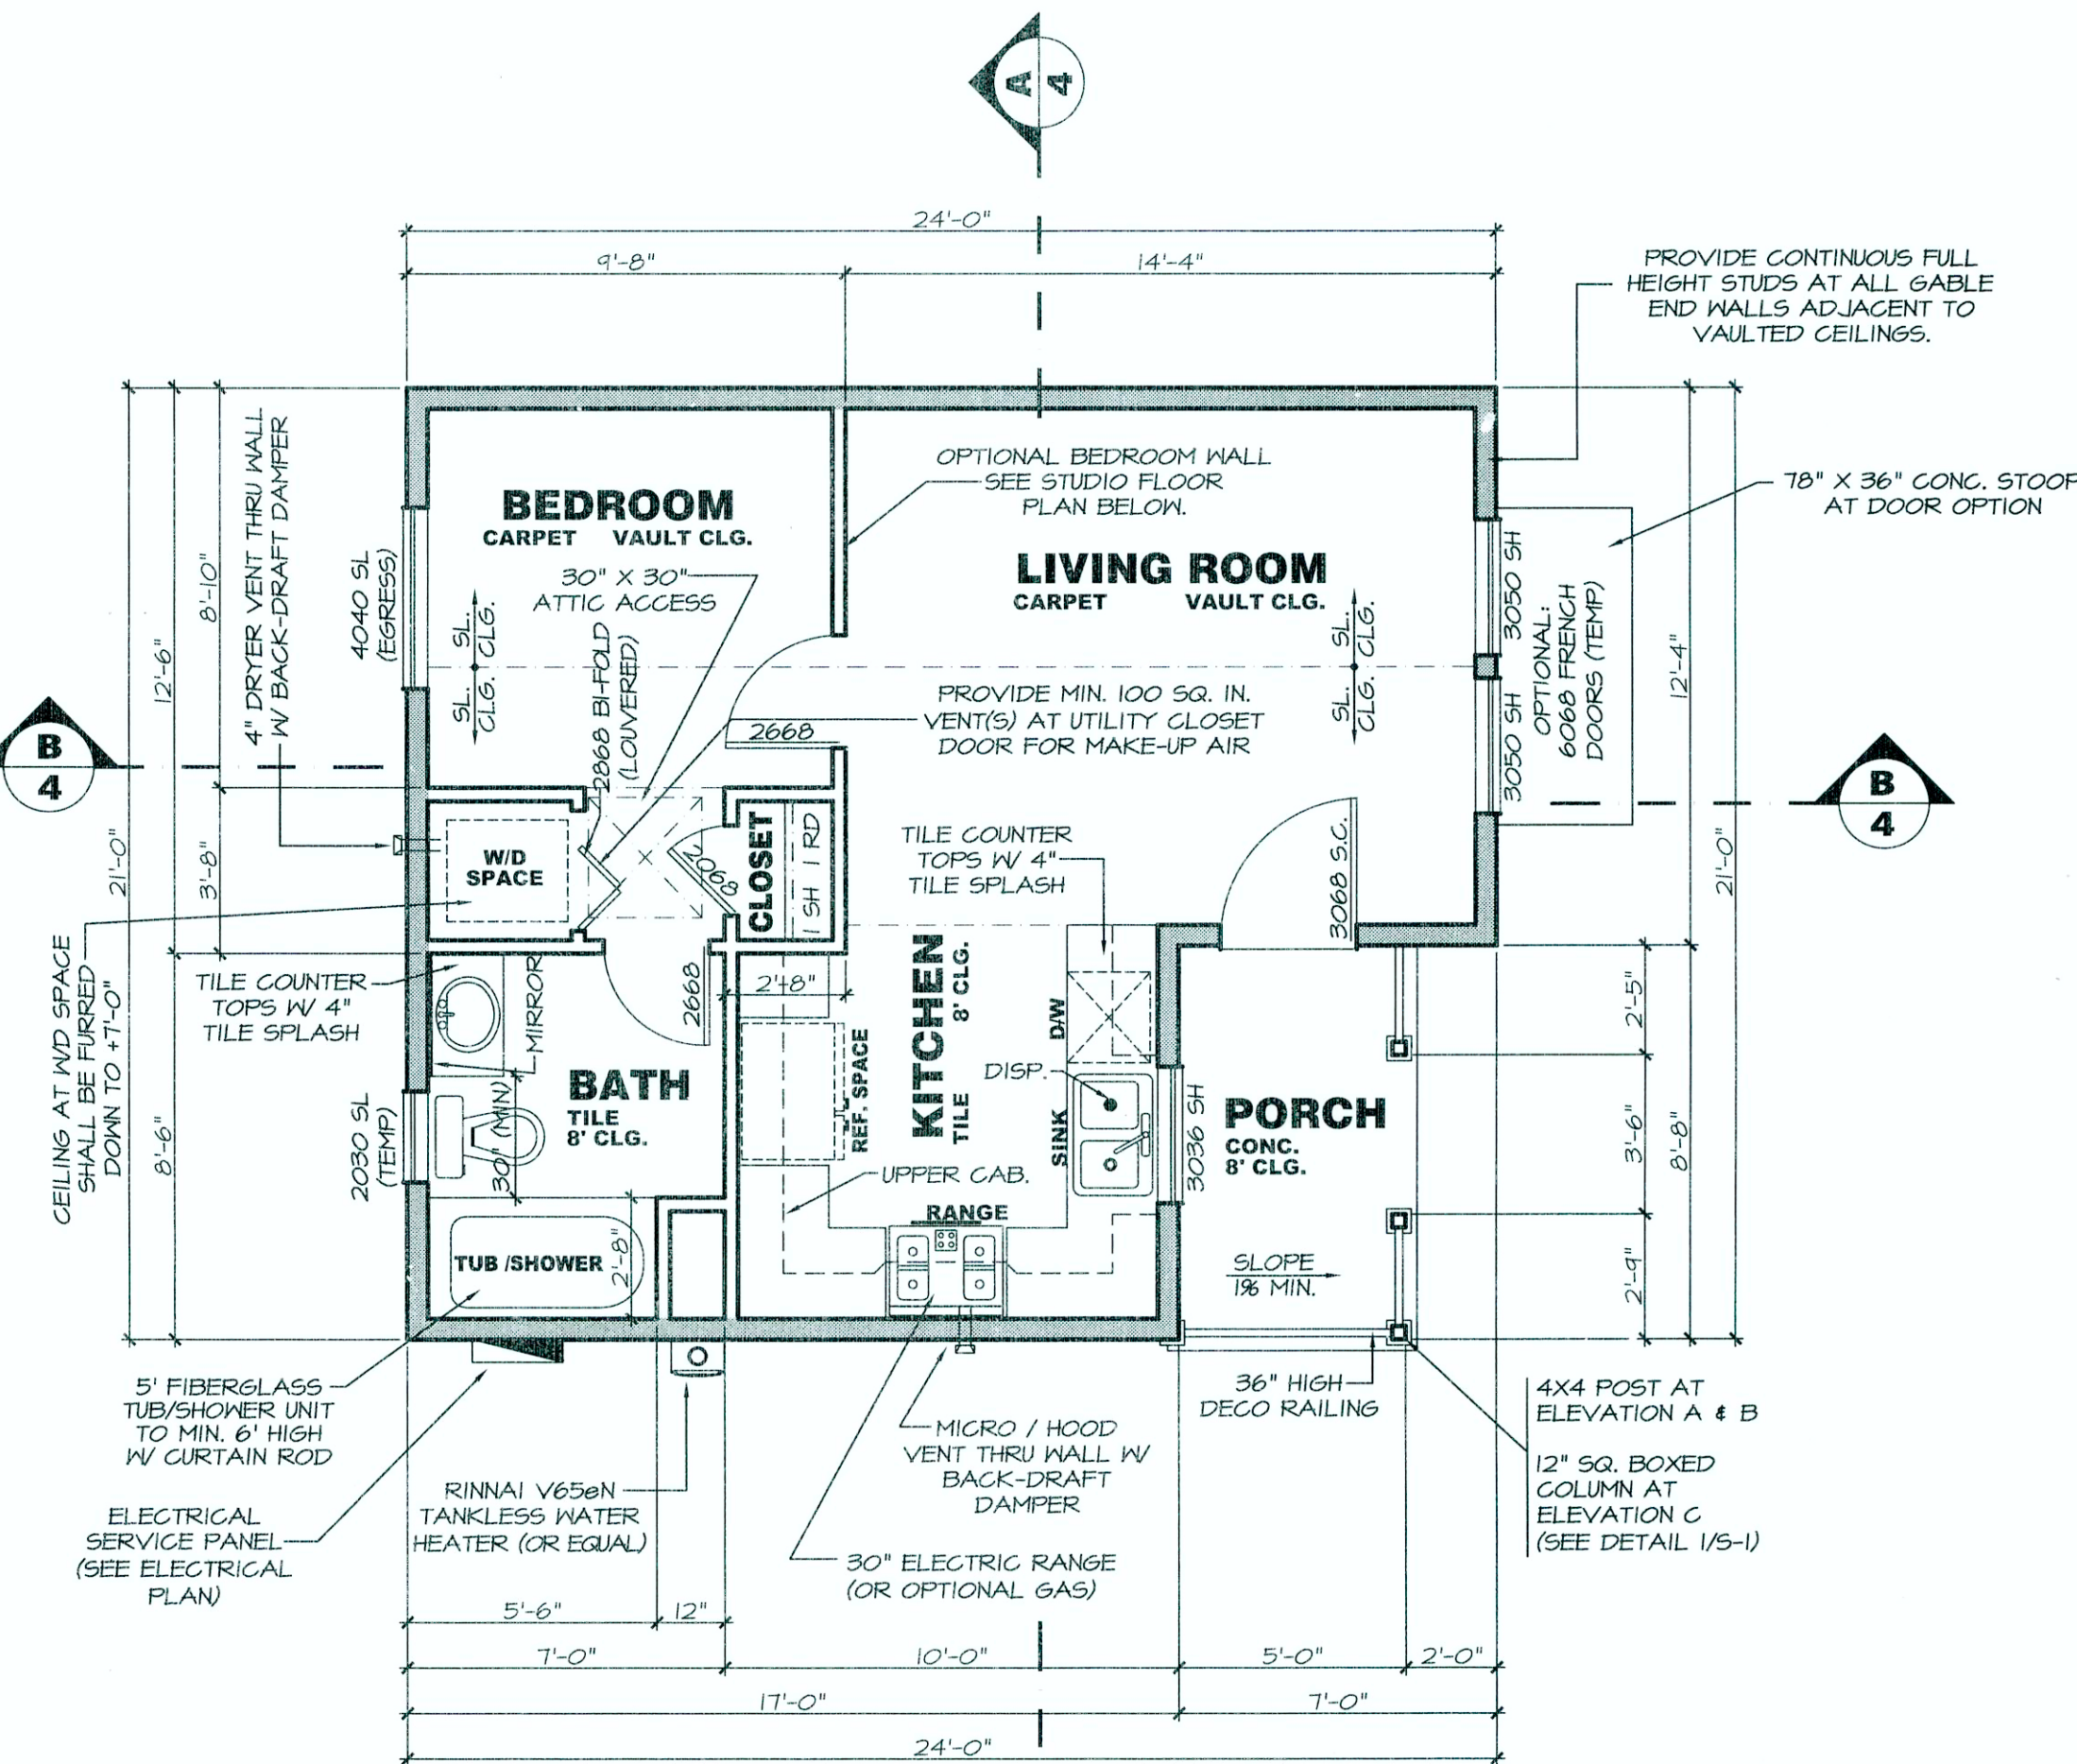 A
4
24'-0"
9'-8"
14'-4"
PROVIDE CONTINUOUS FULL
HEIGHT STUDS AT ALL GABLE
END WALLS ADJACENT TO
VAULTED CEILINGS.
78" X 36" CONC. STOOP
AT DOOR OPTION
OPTIONAL BEDROOM WALL
SEE STUDIO FLOOR
PLAN BELOW.
BEDROOM
CARPET VAULT CLG.
30" X 30"
ATTIC ACCESS
LIVING ROOM
CARPET VAULT CLG.
4" DRYER VENT THRU WALL
W/ BACK-DRAFT DAMPER
4040 SL
(EGRESS)
SL.
CLG.
SL.
CLG.
2868 BI-FOLD
(LOUVERED)
SL.
CLG.
SL.
CLG.
3050 SH
3050 SH
OPTIONAL:
6068 FRENCH
DOORS (TEMP)
8'-10"
12'-6"
21'-0"
3'-8"
8'-6"
12'-4"
21'-0"
8'-8"
2'-5"
3'-6"
2'-9"
PROVIDE MIN. 100 SQ. IN.
VENT(S) AT UTILITY CLOSET
DOOR FOR MAKE-UP AIR
2668
B
4
B
4
W/D
SPACE
2068
CLOSET
1 SH 1 RD
TILE COUNTER
TOPS W/ 4"
TILE SPLASH
3068 S.C.
CEILING AT W/D SPACE
SHALL BE FURRED
DOWN TO +7'-0"
TILE COUNTER
TOPS W/ 4"
TILE SPLASH
MIRROR
2668
2'-8"
KITCHEN
TILE 8' CLG.
D/W
DISP.
SINK
REF. SPACE
UPPER CAB.
RANGE
3036 SH
PORCH
CONC.
8' CLG.
SLOPE
1% MIN.
BATH
TILE
8' CLG.
30" (MIN)
2030 SL
(TEMP)
TUB /SHOWER
2'-8"
5' FIBERGLASS
TUB/SHOWER UNIT
TO MIN. 6' HIGH
W/ CURTAIN ROD
ELECTRICAL
SERVICE PANEL
(SEE ELECTRICAL
PLAN)
RINNAI V65eN
TANKLESS WATER
HEATER (OR EQUAL)
MICRO / HOOD
VENT THRU WALL W/
BACK-DRAFT
DAMPER
30" ELECTRIC RANGE
(OR OPTIONAL GAS)
36" HIGH
DECO RAILING
4X4 POST AT
ELEVATION A & B
12" SQ. BOXED
COLUMN AT
ELEVATION C
(SEE DETAIL 1/S-1)
5'-6"
12"
7'-0"
10'-0"
5'-0"
2'-0"
17'-0"
7'-0"
24'-0"